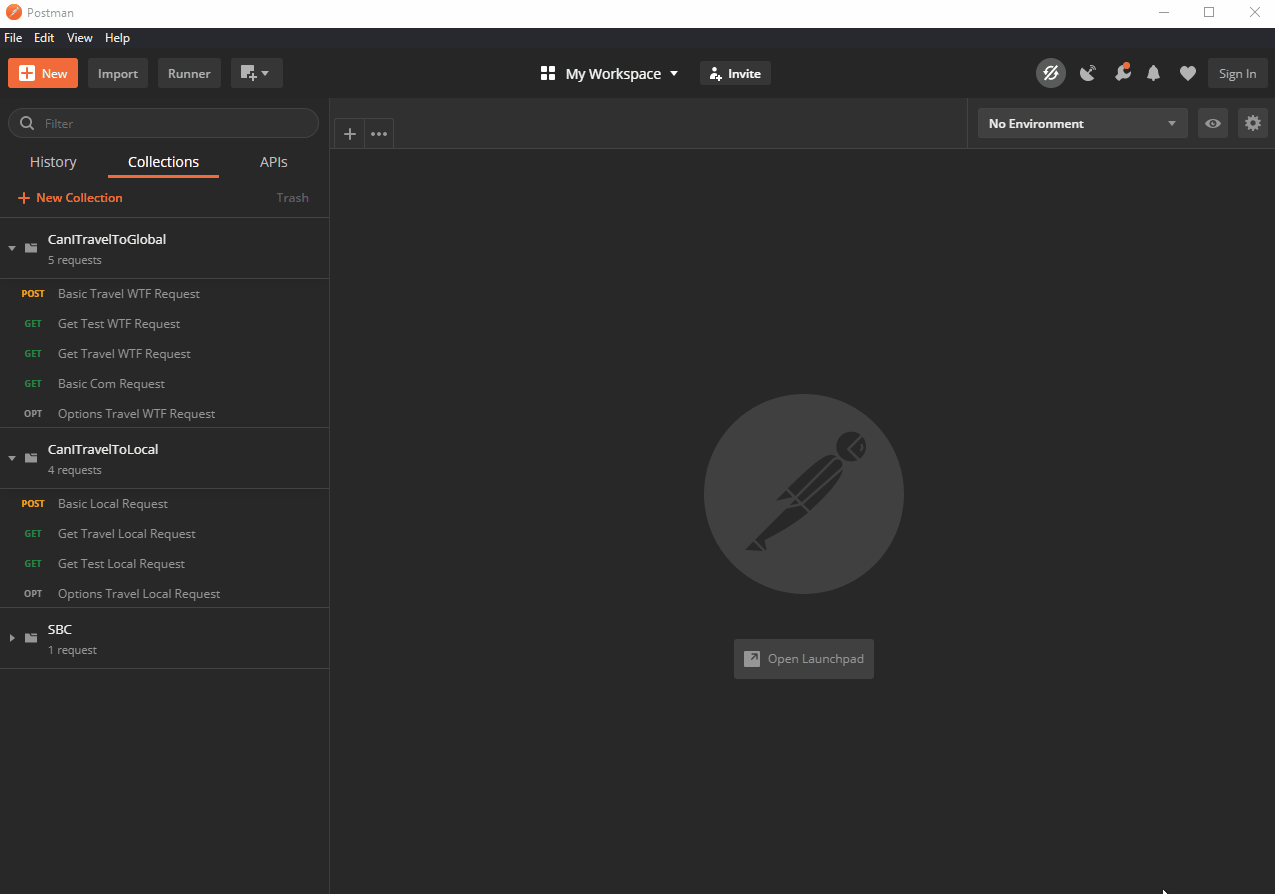 Postman
File Edit View Help
New Import Runner My Workspace Invite Sign In
Filter
No Environment
History Collections APIs
New Collection Trash
CanITravelToGlobal
5 requests
POST Basic Travel WTF Request
GET Get Test WTF Request
GET Get Travel WTF Request
GET Basic Com Request
OPT Options Travel WTF Request
CanITravelToLocal
4 requests
POST Basic Local Request
GET Get Travel Local Request
GET Get Test Local Request
OPT Options Travel Local Request
SBC
1 request
Open Launchpad